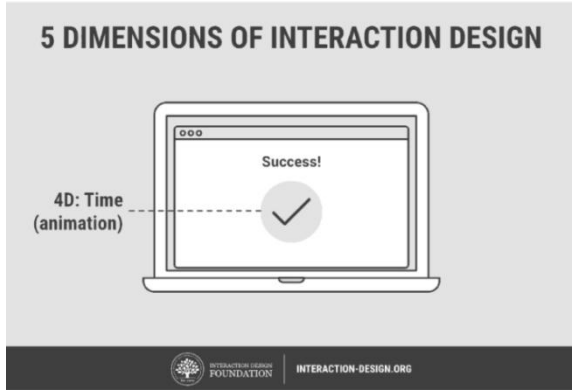 5 DIMENSIONS OF INTERACTION DESIGN
Success!
4D: Time
(animation)
INTERACTION DESIGN
FOUNDATION
INTERACTION-DESIGN.ORG